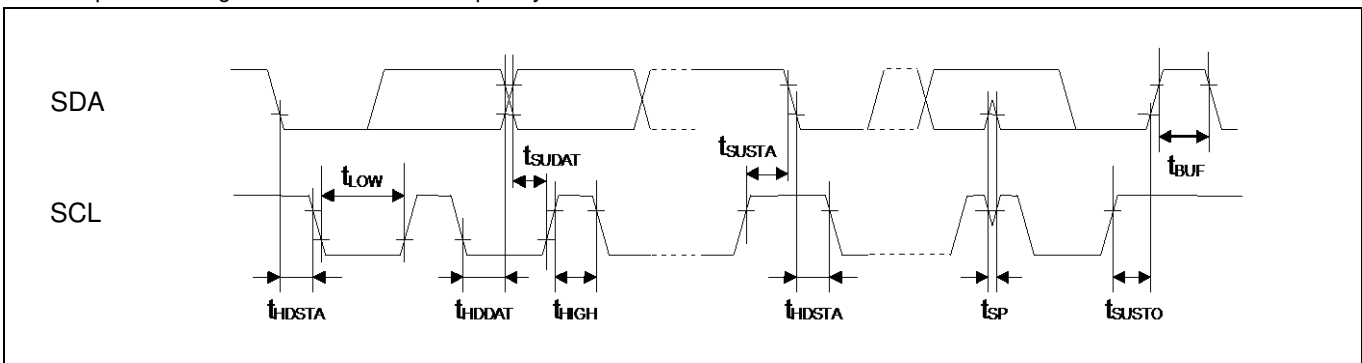 SDA
tSUDAT
tSUSTA
tBUF
tLOW
SCL
tHDSTA
tHDDAT
tHIGH
tHDSTA
tSP
tSUSTO